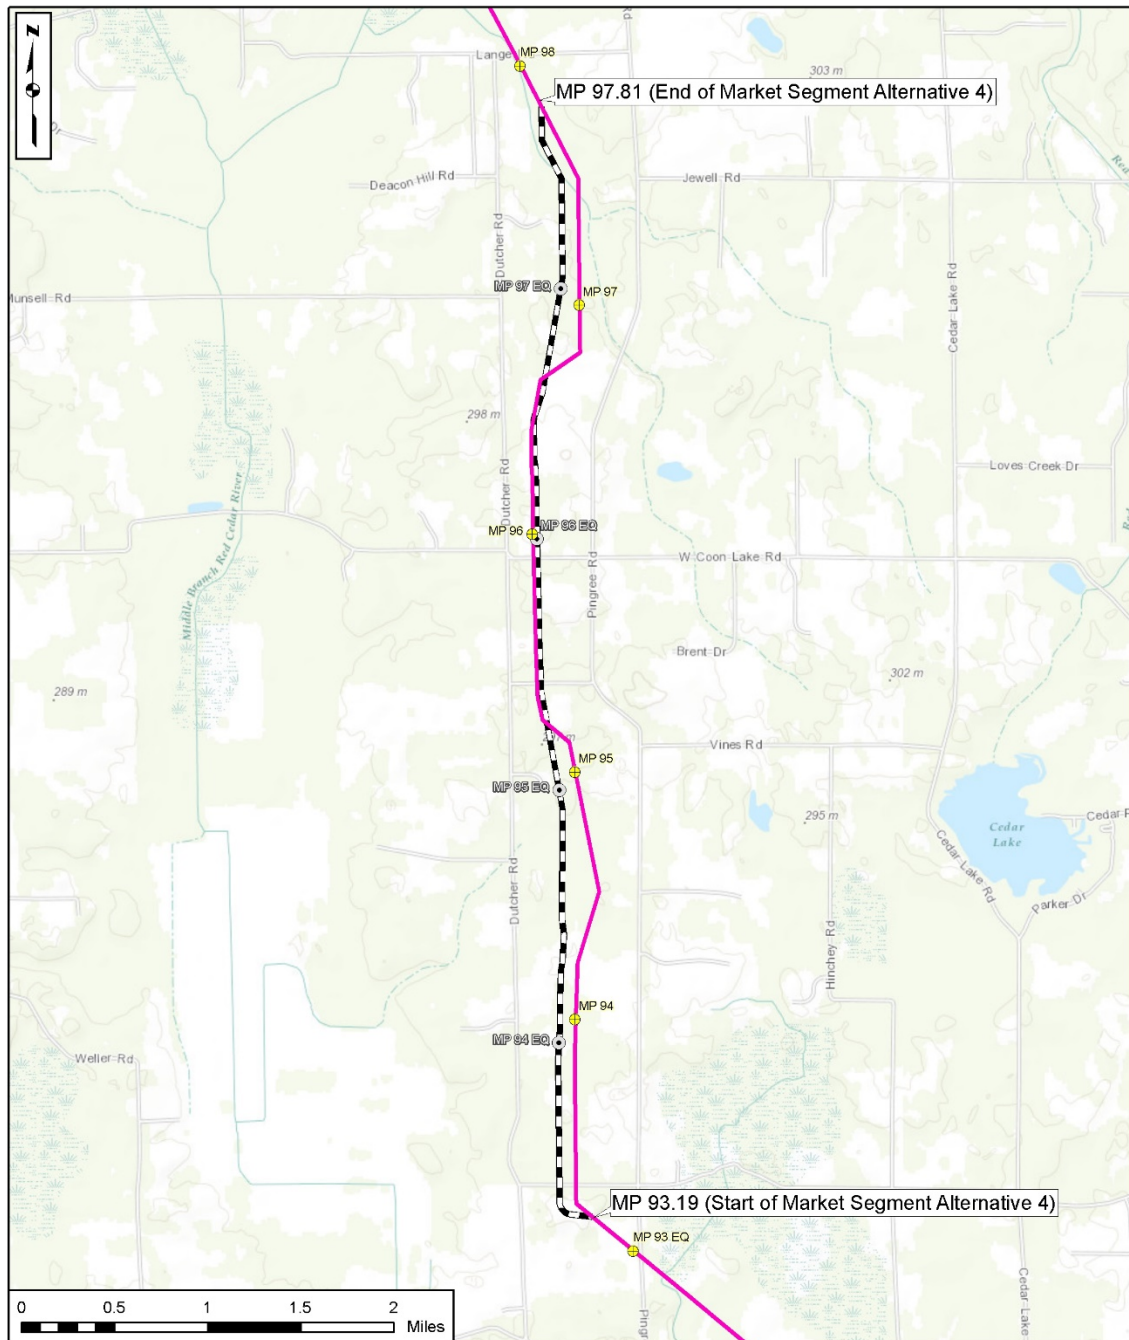 Rd
z
Lange
MP 98
303 m
MP 97.81 (End of Market Segment Alternative 4)
Dr
Deacon Hill Rd
Jewell Rd
Dutcher Rd
Cedar Lake Rd
MP 97 EQ
MP 97
Munsell Rd
298 m
Loves Creek Dr
Dutcher Rd
MP 96
MP 96 EQ
W Coon Lake Rd
Middle Branch Red Cedar River
Pingree Rd
Brent Dr
302 m
289 m
Vines Rd
MP 95
MP 95 EQ
295 m
Cedar
Lake
Cedar Lake Rd
Parker Dr
Dutcher Rd
Hinchey Rd
MP 94
MP 94 EQ
Weller Rd
MP 93.19 (Start of Market Segment Alternative 4)
MP 93 EQ
Cedar Lake
0 0.5 1 1.5 2
Miles